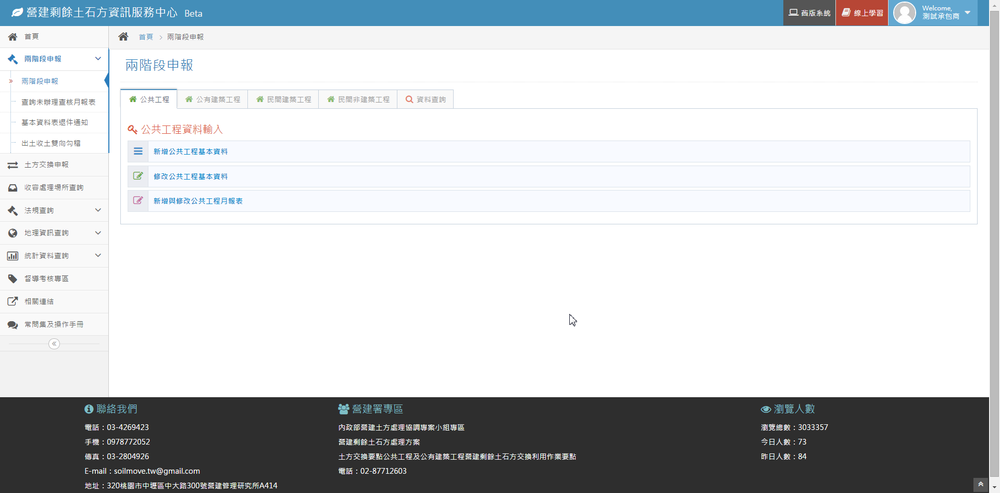 營建剩餘土石方資訊服務中心 Beta
舊版系統
線上學習
Welcome,
測試承包商
首頁
兩階段申報
兩階段申報
查詢未辦理查核月報表
基本資料表退件通知
出土收土雙向勾稽
土方交換申報
收容處理場所查詢
法規查詢
地理資訊查詢
統計資料查詢
督導考核專區
相關連結
常問集及操作手冊
首頁 > 兩階段申報
兩階段申報
公共工程
公有建築工程
民間建築工程
民間非建築工程
資料查詢
公共工程資料輸入
新增公共工程基本資料
修改公共工程基本資料
新增與修改公共工程月報表
聯絡我們
電話：03-4269423
手機：0978772052
傳真：03-2804926
E-mail：soilmove.tw@gmail.com
地址：320桃園市中壢區中大路300號營建管理研究所A414
營建署專區
內政部營建土方處理協調專案小組專區
營建剩餘土石方處理方案
土方交換要點公共工程及公有建築工程營建剩餘土石方交換利用作業要點
電話：02-87712603
瀏覽人數
瀏覽總數：3033357
今日人數：73
昨日人數：84